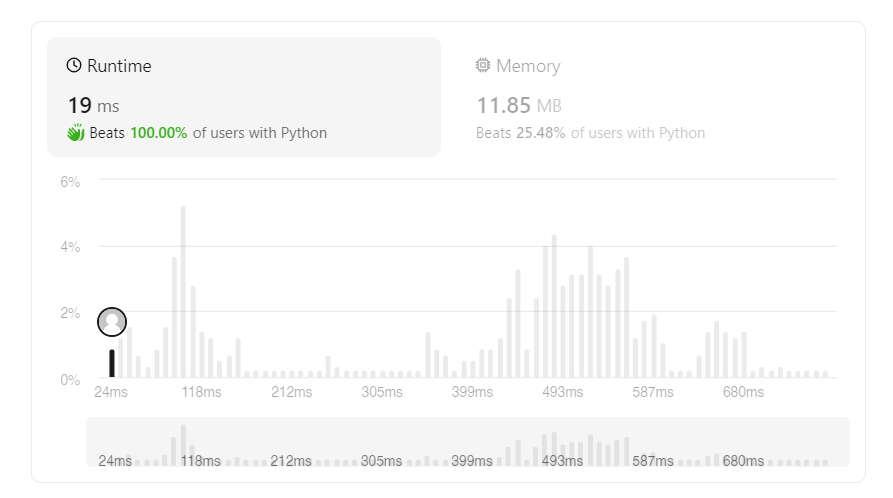 Runtime
Memory
19 ms
11.85 MB
Beats 100.00% of users with Python
Beats 25.48% of users with Python
6%
4%
2%
0%
24ms 118ms 212ms 305ms 399ms 493ms 587ms 680ms
24ms 118ms 212ms 305ms 399ms 493ms 587ms 680ms